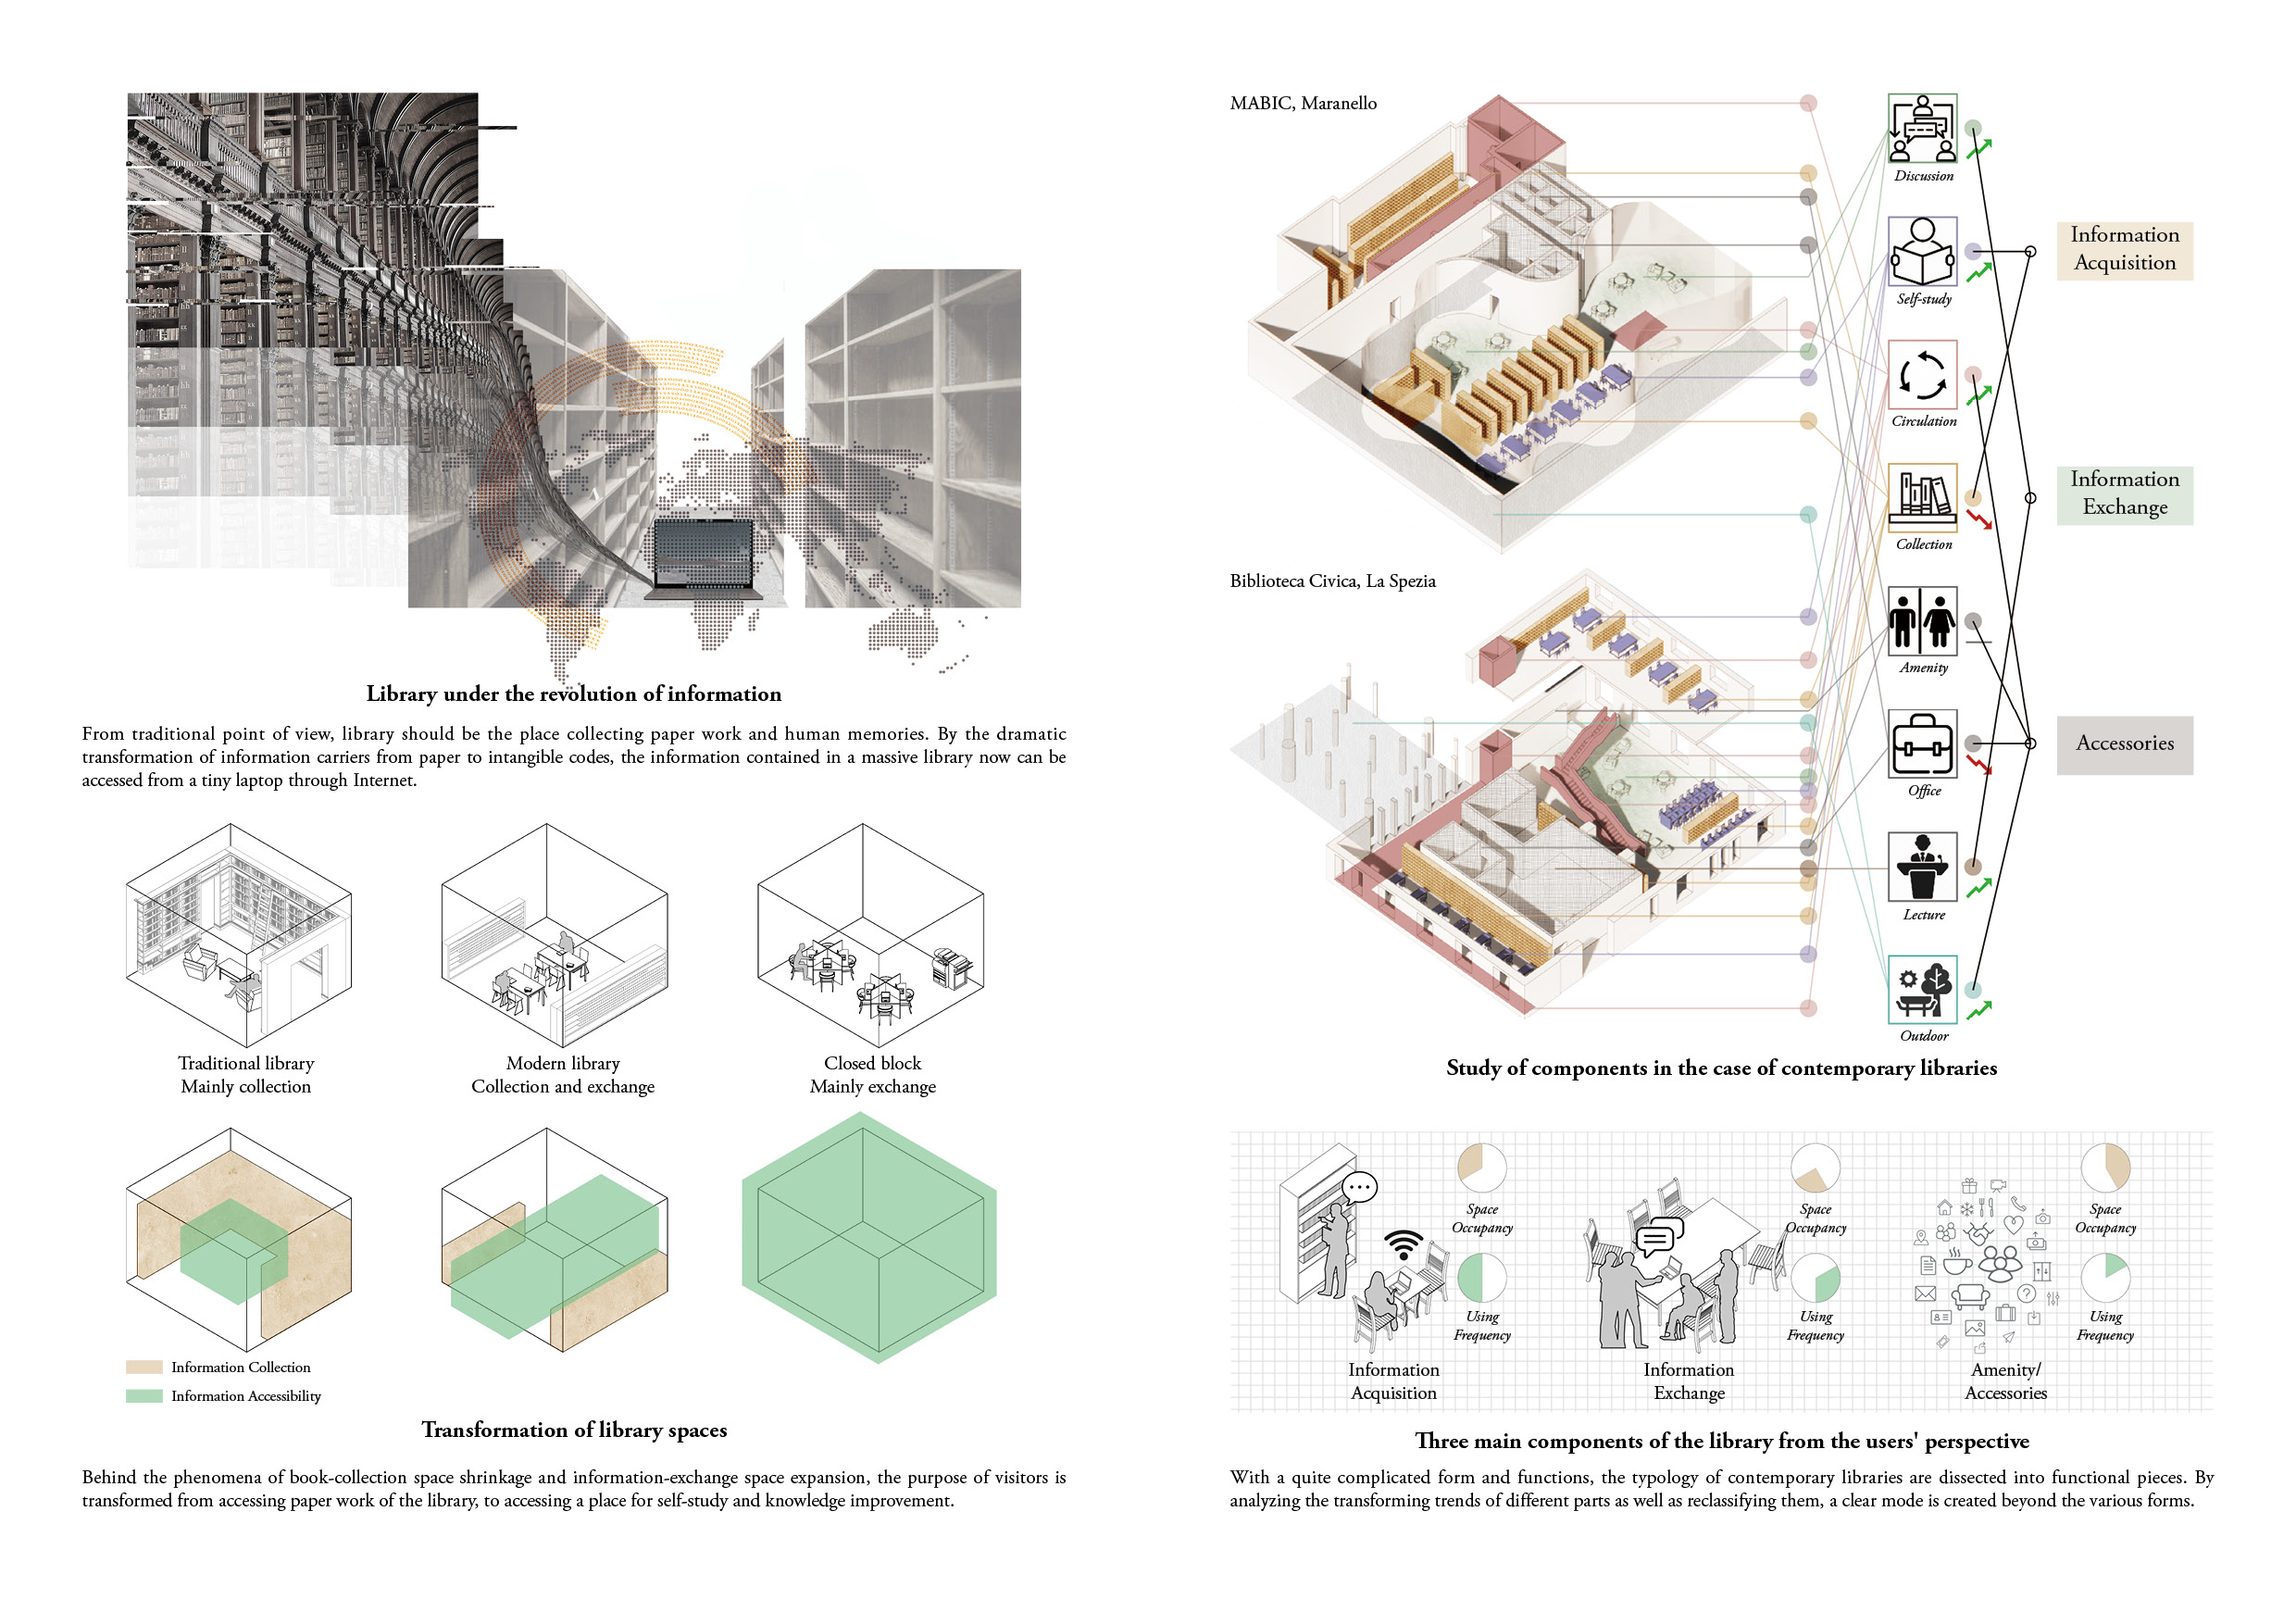 Library under the revolution of information
From traditional point of view, library should be the place collecting paper work and human memories. By the dramatic
transformation of information carriers from paper to intangible codes, the information contained in a massive library now can be
accessed from a tiny laptop through Internet.
Traditional library
Mainly collection
Modern library
Collection and exchange
Closed block
Mainly exchange
Information Collection
Information Accessibility
Transformation of library spaces
Behind the phenomena of book-collection space shrinkage and information-exchange space expansion, the purpose of visitors is
transformed from accessing paper work of the library, to accessing a place for self-study and knowledge improvement.
MABIC, Maranello
Biblioteca Civica, La Spezia
Discussion
Self-study
Circulation
Collection
Amenity
Office
Lecture
Outdoor
Information
Acquisition
Information
Exchange
Accessories
Study of components in the case of contemporary libraries
Space
Occupancy
Using
Frequency
Information
Acquisition
Space
Occupancy
Using
Frequency
Information
Exchange
Space
Occupancy
Using
Frequency
Amenity/
Accessories
Three main components of the library from the users' perspective
With a quite complicated form and functions, the typology of contemporary libraries are dissected into functional pieces. By
analyzing the transforming trends of different parts as well as reclassifying them, a clear mode is created beyond the various forms.